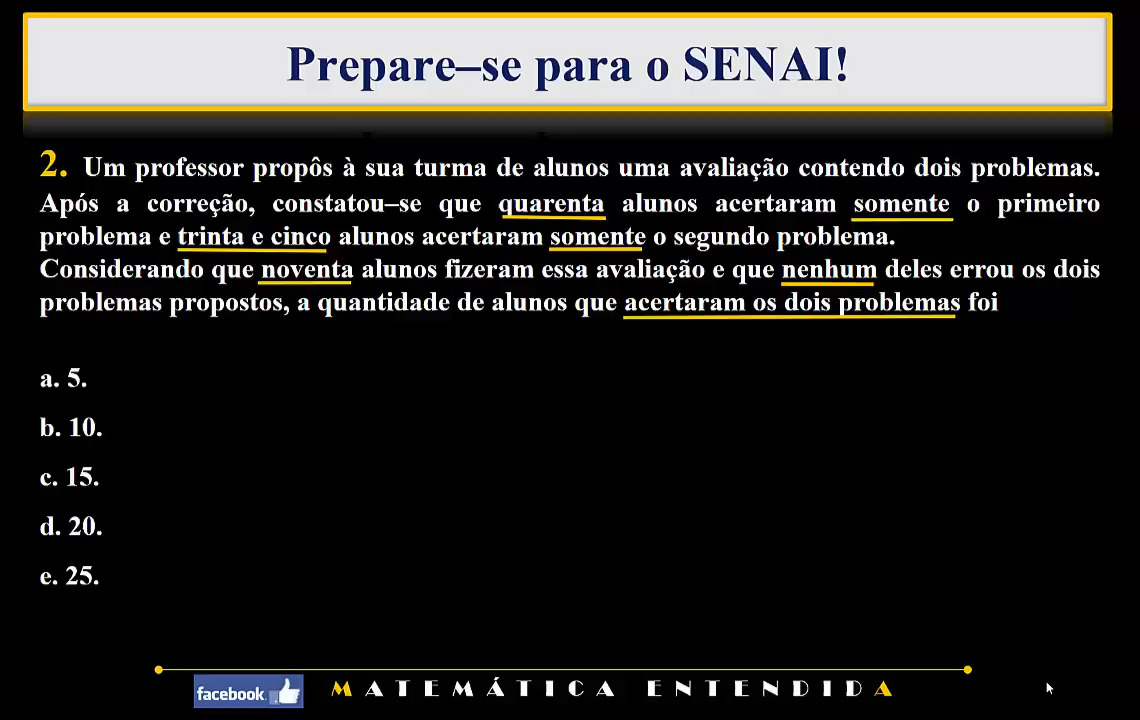 Prepare–se para o SENAI!
2. Um professor propôs à sua turma de alunos uma avaliação contendo dois problemas.
Após a correção, constatou–se que quarenta alunos acertaram somente o primeiro
problema e trinta e cinco alunos acertaram somente o segundo problema.
Considerando que noventa alunos fizeram essa avaliação e que nenhum deles errou os dois
problemas propostos, a quantidade de alunos que acertaram os dois problemas foi
a. 5.
b. 10.
c. 15.
d. 20.
e. 25.
facebook. MATEMÁTICA ENTENDIDA